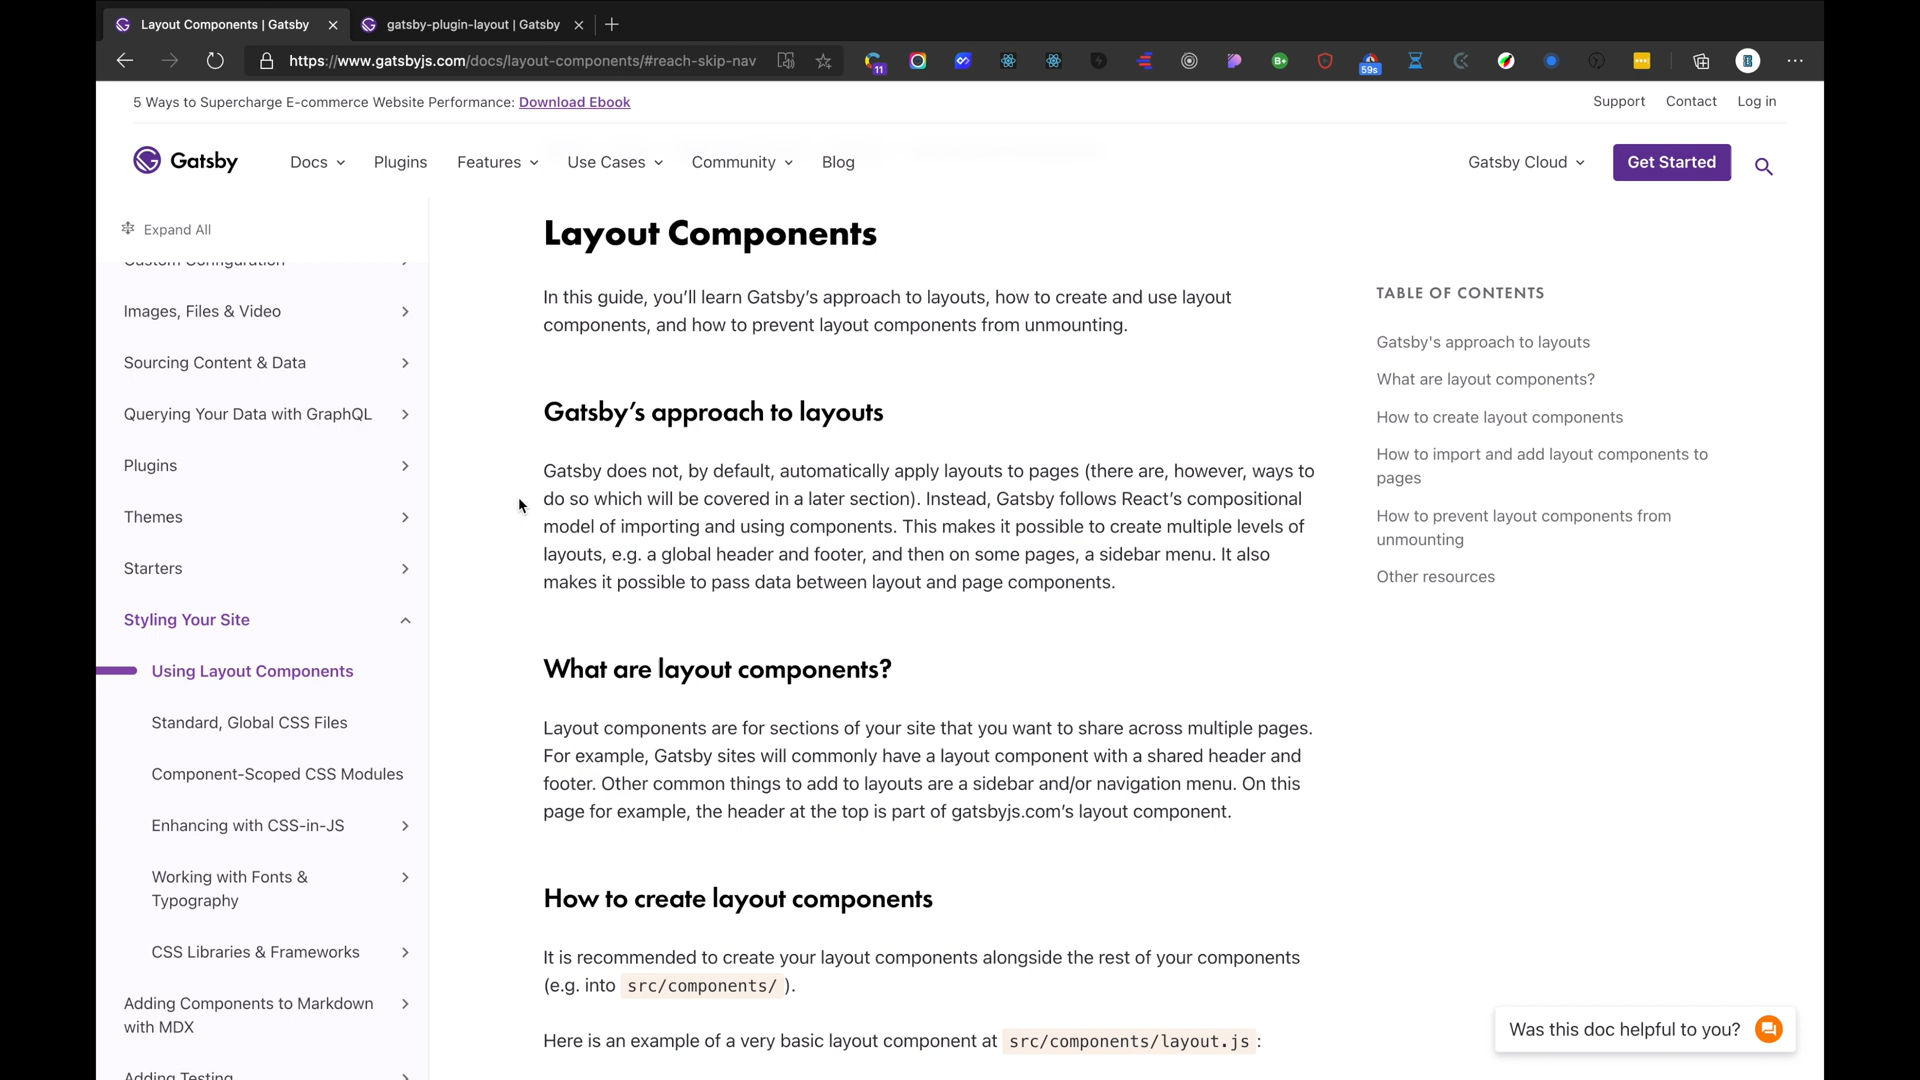 Layout Components | Gatsby
gatsby-plugin-layout | Gatsby
https://www.gatsbyjs.com/docs/layout-components/#reach-skip-nav
11
B+
59s
5 Ways to Supercharge E-commerce Website Performance: Download Ebook
Support Contact Log in
Gatsby
Docs Plugins Features Use Cases Community Blog
Gatsby Cloud
Get Started
Expand All
Custom Configuration
Images, Files & Video
Sourcing Content & Data
Querying Your Data with GraphQL
Plugins
Themes
Starters
Styling Your Site
Using Layout Components
Standard, Global CSS Files
Component-Scoped CSS Modules
Enhancing with CSS-in-JS
Working with Fonts &
Typography
CSS Libraries & Frameworks
Adding Components to Markdown
with MDX
Adding Testing
Layout Components
In this guide, you’ll learn Gatsby’s approach to layouts, how to create and use layout
components, and how to prevent layout components from unmounting.
Gatsby’s approach to layouts
Gatsby does not, by default, automatically apply layouts to pages (there are, however, ways to
do so which will be covered in a later section). Instead, Gatsby follows React’s compositional
model of importing and using components. This makes it possible to create multiple levels of
layouts, e.g. a global header and footer, and then on some pages, a sidebar menu. It also
makes it possible to pass data between layout and page components.
What are layout components?
Layout components are for sections of your site that you want to share across multiple pages.
For example, Gatsby sites will commonly have a layout component with a shared header and
footer. Other common things to add to layouts are a sidebar and/or navigation menu. On this
page for example, the header at the top is part of gatsbyjs.com’s layout component.
How to create layout components
It is recommended to create your layout components alongside the rest of your components
(e.g. into src/components/ ).
Here is an example of a very basic layout component at src/components/layout.js :
TABLE OF CONTENTS
Gatsby's approach to layouts
What are layout components?
How to create layout components
How to import and add layout components to
pages
How to prevent layout components from
unmounting
Other resources
Was this doc helpful to you?